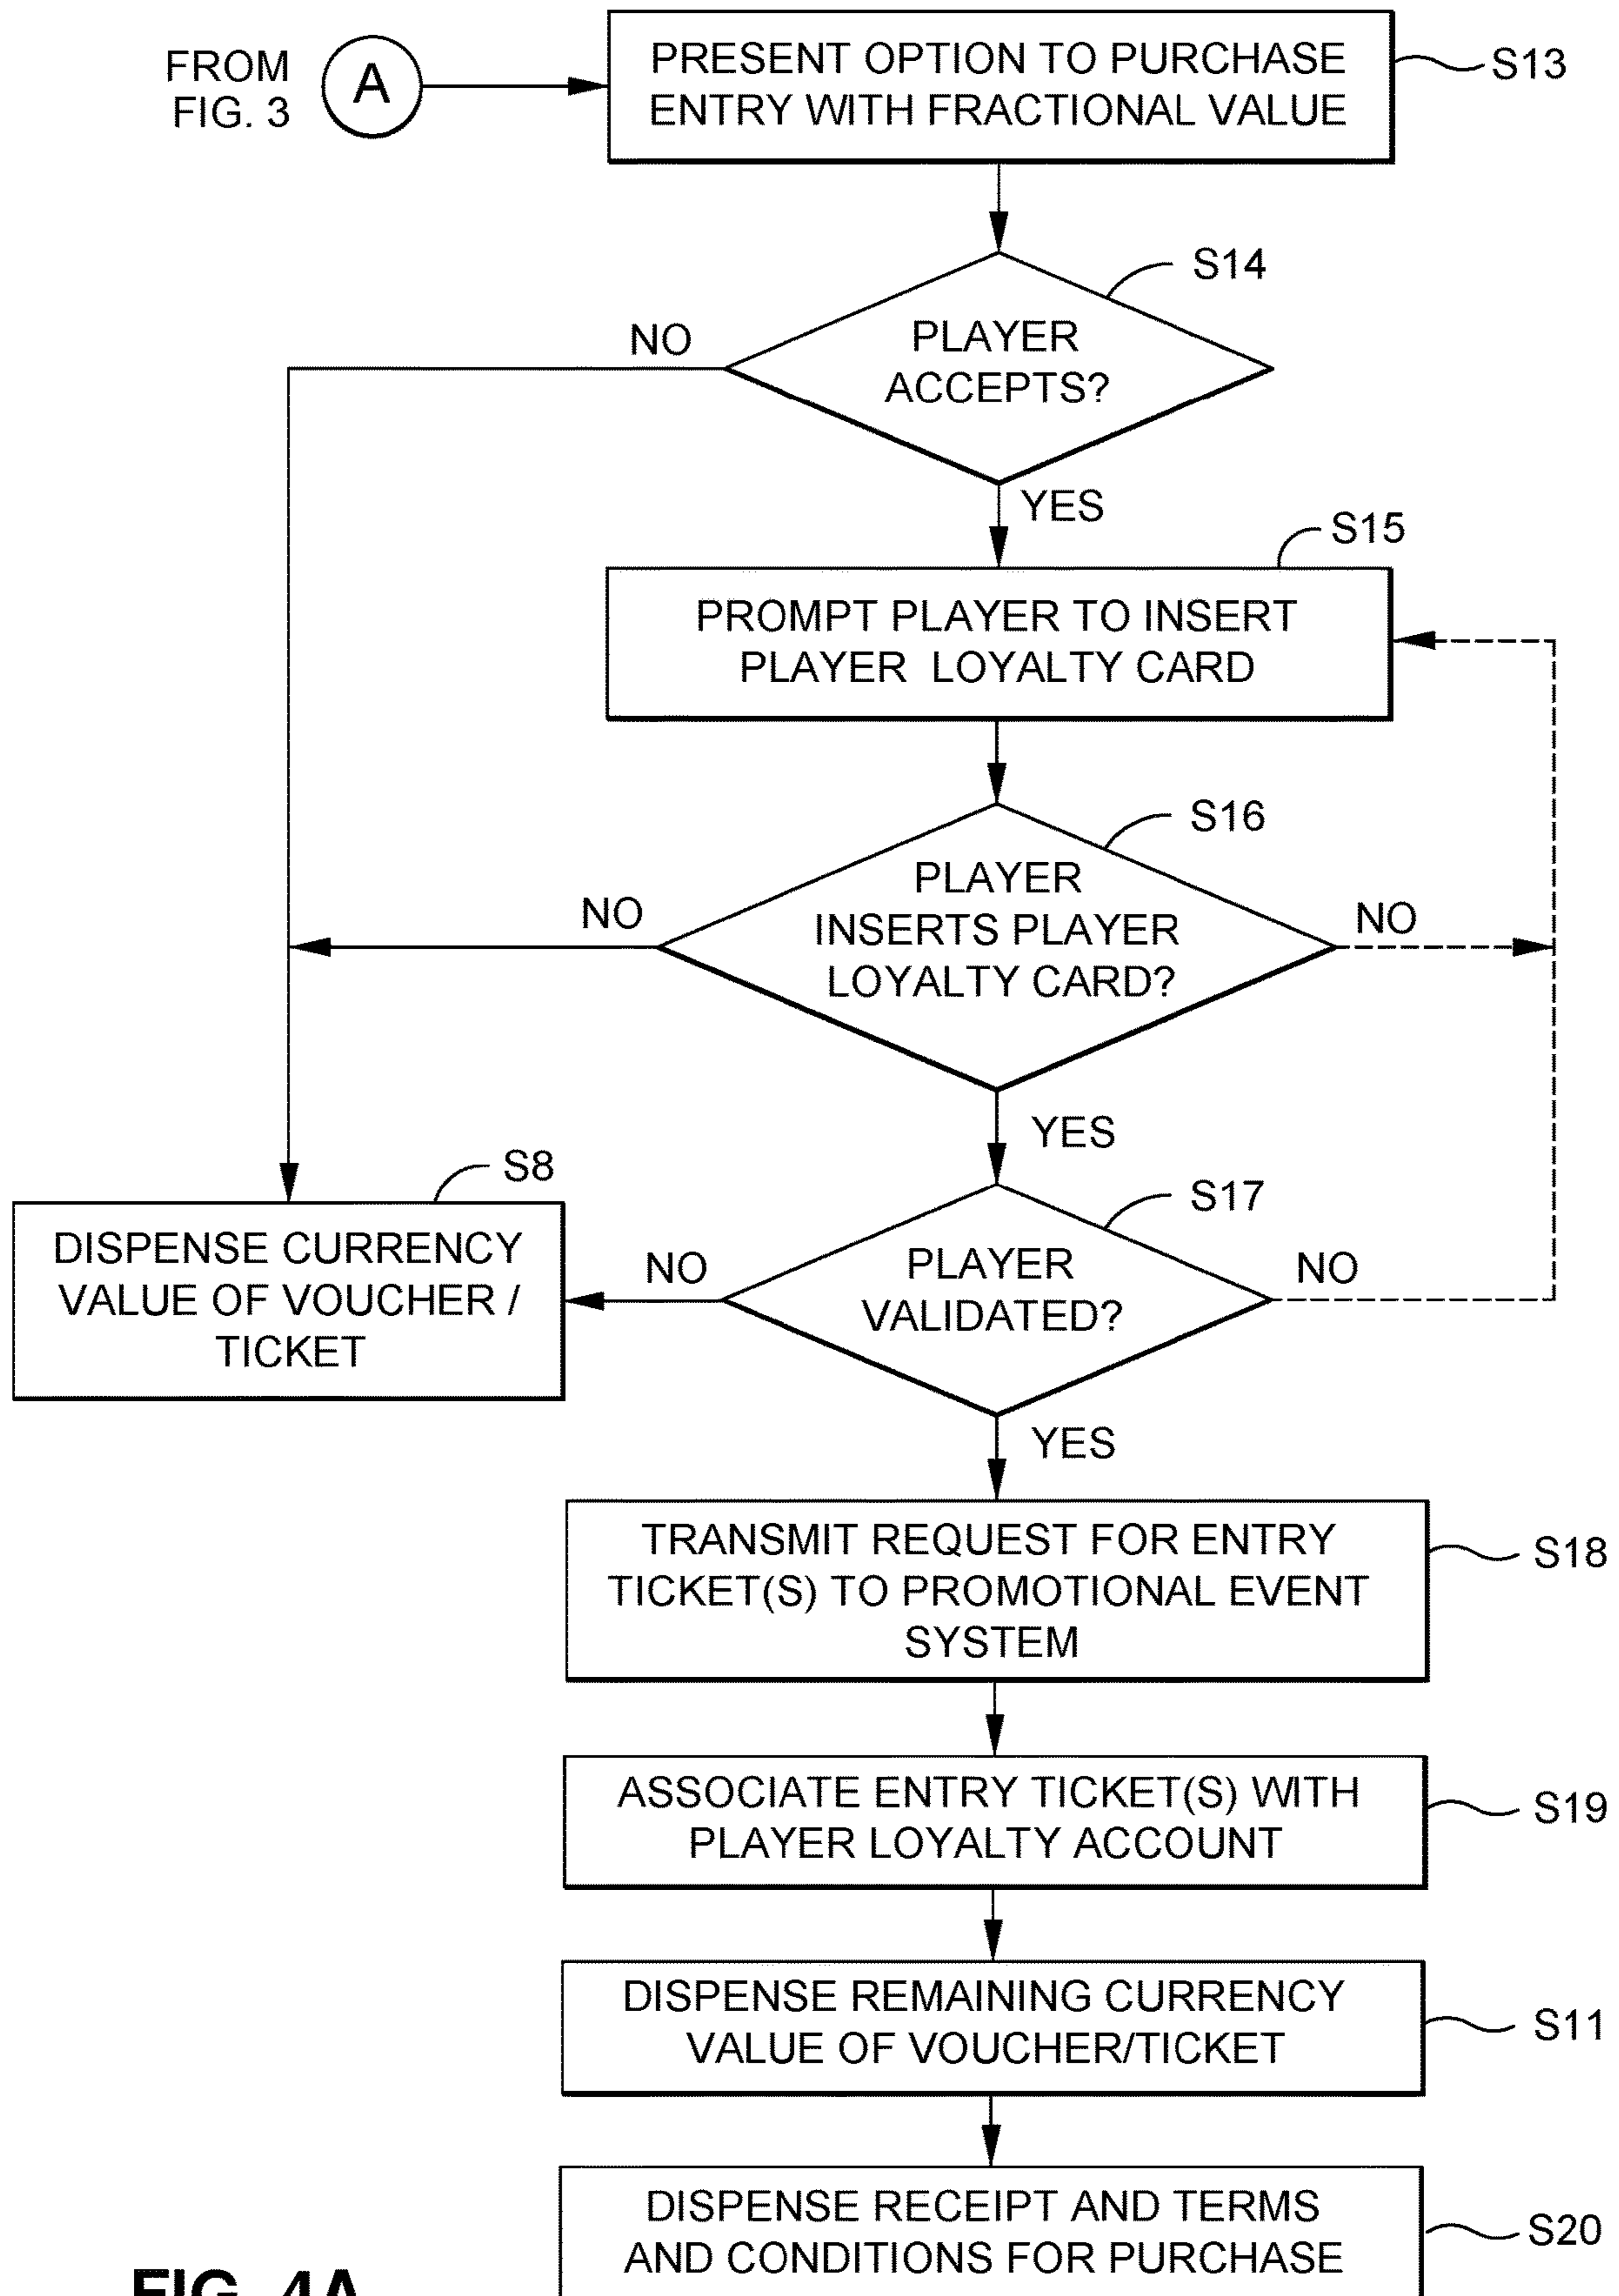 FROM
FIG. 3
A
PRESENT OPTION TO PURCHASE
ENTRY WITH FRACTIONAL VALUE
S13
S14
NO
PLAYER
ACCEPTS?
YES
S15
PROMPT PLAYER TO INSERT
PLAYER LOYALTY CARD
S16
NO
PLAYER
INSERTS PLAYER
LOYALTY CARD?
NO
YES
S8
DISPENSE CURRENCY
VALUE OF VOUCHER /
TICKET
S17
NO
PLAYER
VALIDATED?
NO
YES
TRANSMIT REQUEST FOR ENTRY
TICKET(S) TO PROMOTIONAL EVENT
SYSTEM
S18
ASSOCIATE ENTRY TICKET(S) WITH
PLAYER LOYALTY ACCOUNT
S19
DISPENSE REMAINING CURRENCY
VALUE OF VOUCHER/TICKET
S11
DISPENSE RECEIPT AND TERMS
AND CONDITIONS FOR PURCHASE
S20
FIG. 4A